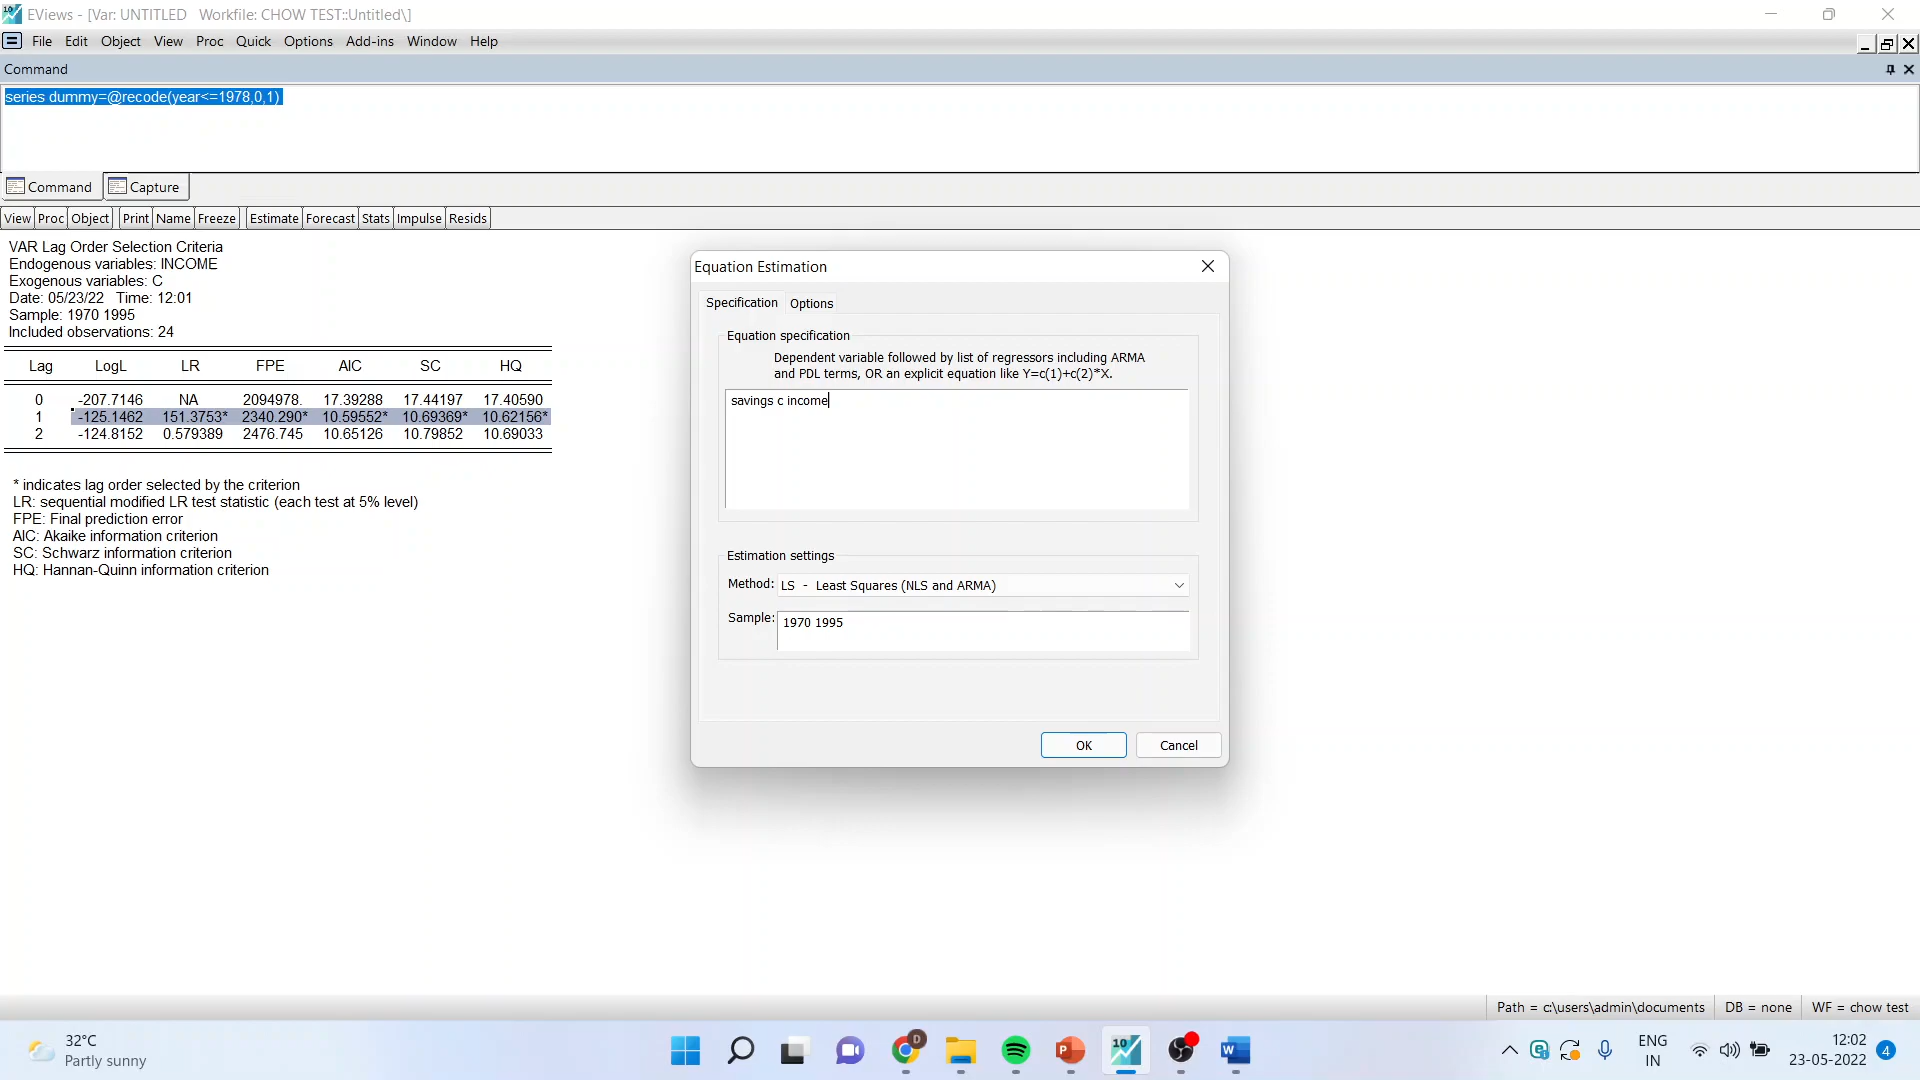 EViews - [Var: UNTITLED   Workfile: CHOW TEST::Untitled\]
File Edit Object View Proc Quick Options Add-ins Window Help
Command
series dummy=@recode(year<=1978,0,1)
Command Capture
View Proc Object Print Name Freeze Estimate Forecast Stats Impulse Resids
VAR Lag Order Selection Criteria
Endogenous variables: INCOME
Exogenous variables: C
Date: 05/23/22   Time: 12:01
Sample: 1970 1995
Included observations: 24
Lag LogL LR FPE AIC SC HQ
0 -207.7146 NA 2094978. 17.39288 17.44197 17.40590
1 -125.1462 151.3753* 2340.290* 10.59552* 10.69369* 10.62156*
2 -124.8152 0.579389 2476.745 10.65126 10.79852 10.69033
* indicates lag order selected by the criterion
LR: sequential modified LR test statistic (each test at 5% level)
FPE: Final prediction error
AIC: Akaike information criterion
SC: Schwarz information criterion
HQ: Hannan-Quinn information criterion
Equation Estimation
Specification Options
Equation specification
Dependent variable followed by list of regressors including ARMA
and PDL terms, OR an explicit equation like Y=c(1)+c(2)*X.
savings c income
Estimation settings
Method: LS - Least Squares (NLS and ARMA)
Sample: 1970 1995
OK Cancel
Path = c:\users\admin\documents DB = none WF = chow test
32°C
Partly sunny
D
P
10
W
ENG
IN
12:02
23-05-2022
4